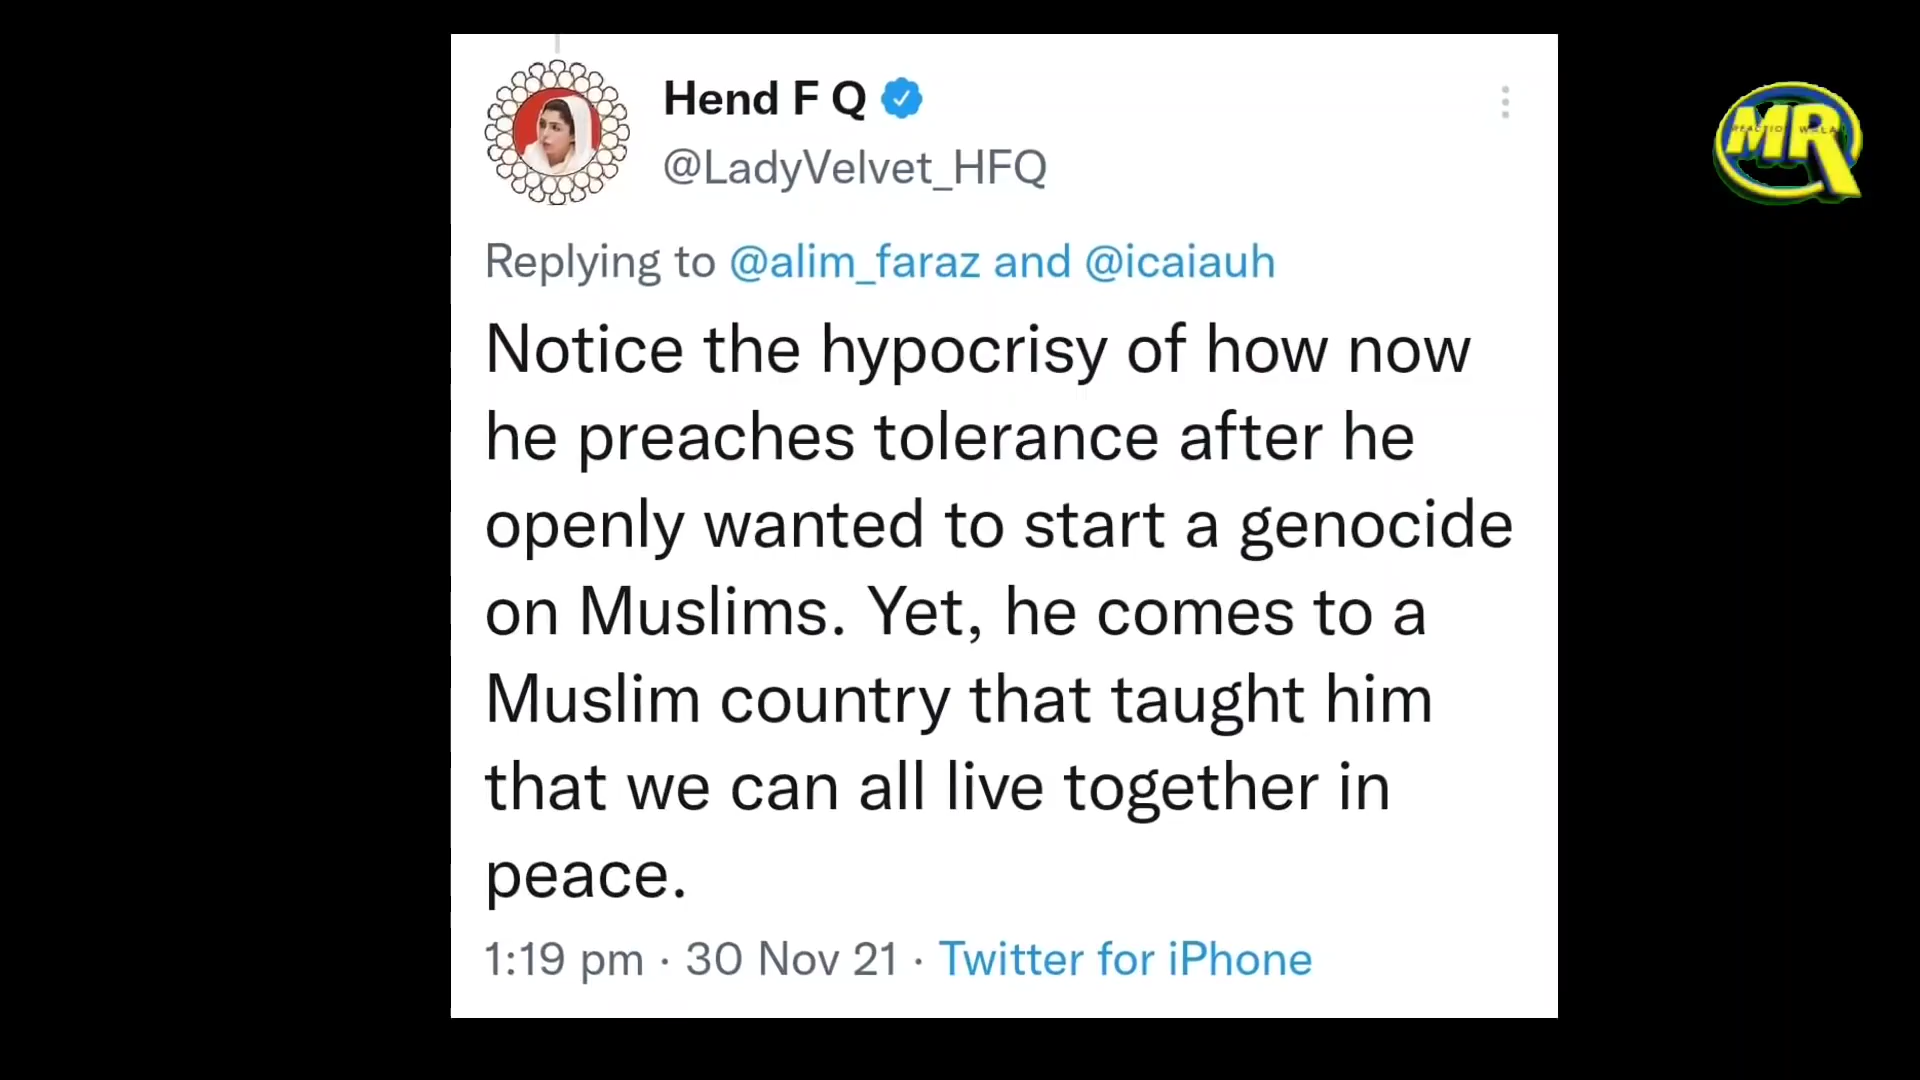 Hend F Q
@LadyVelvet_HFQ
Replying to @alim_faraz and @icaiauh
Notice the hypocrisy of how now
he preaches tolerance after he
openly wanted to start a genocide
on Muslims. Yet, he comes to a
Muslim country that taught him
that we can all live together in
peace.
1:19 pm · 30 Nov 21 · Twitter for iPhone
MR
REACTION WALA